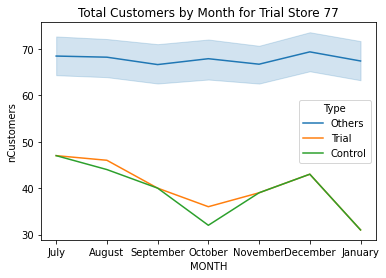 Total Customers by Month for Trial Store 77
nCustomers
70
60
50
40
30
Type
Others
Trial
Control
July August September October November December January
MONTH